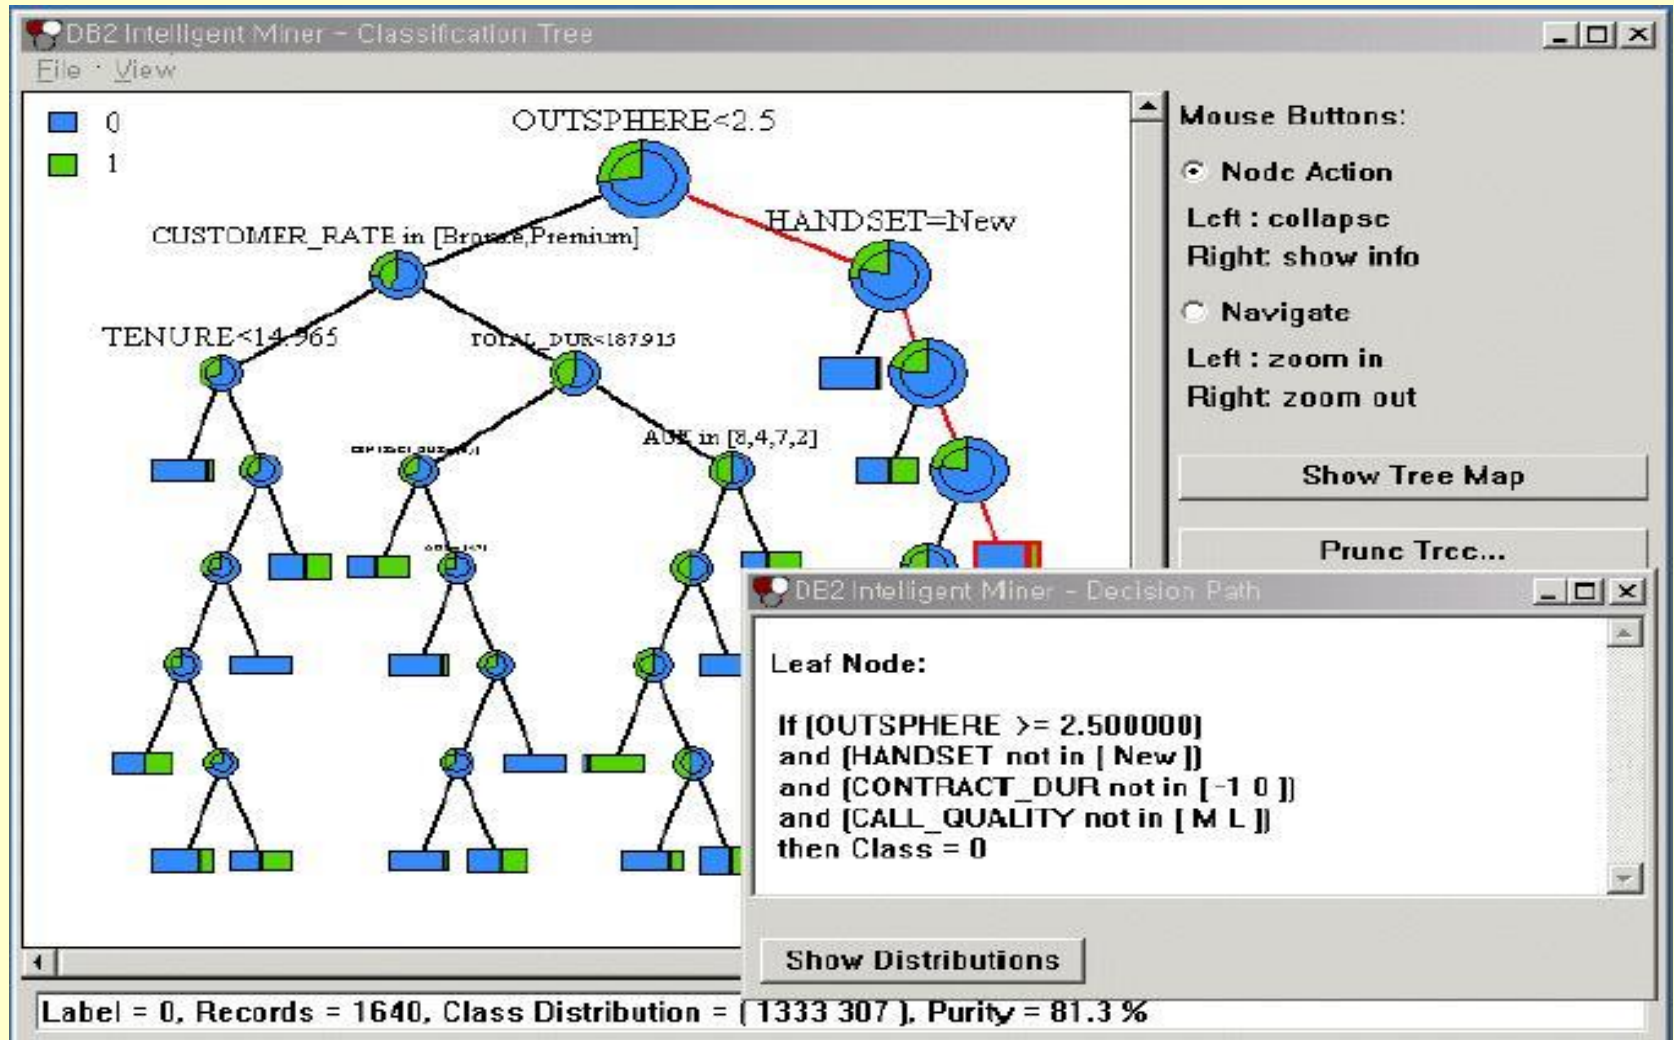 DB2 Intelligent Miner - Classification Tree
File View
0
1
OUTSPHERE<2.5
HANDSET=New
CUSTOMER_RATE in [Bronze,Premium]
TENURE<14.965
TOTAL_DUR<187.915
AGE in [8,4,7,2]
Mouse Buttons:
Node Action
Left : collapse
Right: show info
Navigate
Left : zoom in
Right: zoom out
Show Tree Map
Prune Tree...
DB2 Intelligent Miner - Decision Path
Leaf Node:
If (OUTSPHERE >= 2.500000)
and (HANDSET not in [ New ])
and (CONTRACT_DUR not in [ -1 0 ])
and (CALL_QUALITY not in [ M L ])
then Class = 0
Show Distributions
Label = 0, Records = 1640, Class Distribution = [ 1333 307 ], Purity = 81.3 %